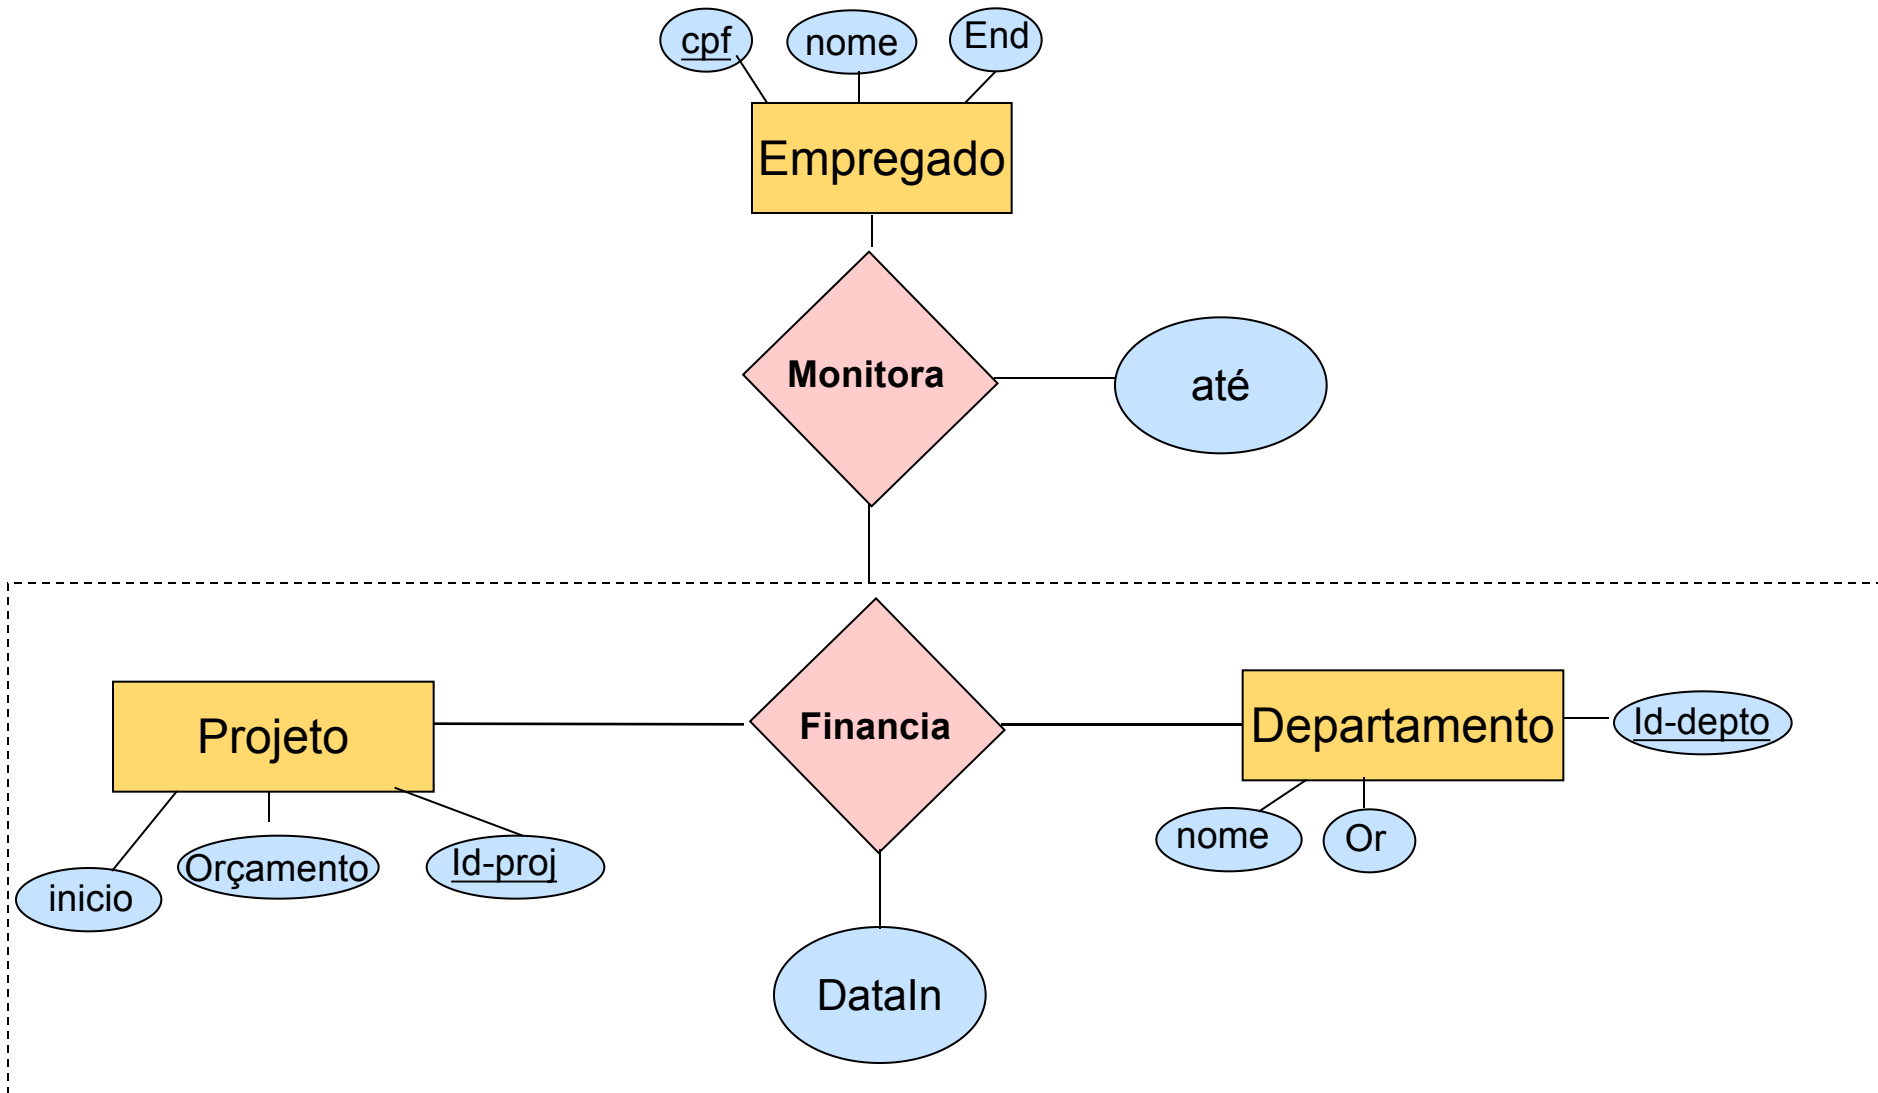 cpf
nome
End
Empregado
Monitora
até
Projeto
Financia
Departamento
Id-depto
inicio
Orçamento
Id-proj
nome
Or
DataIn